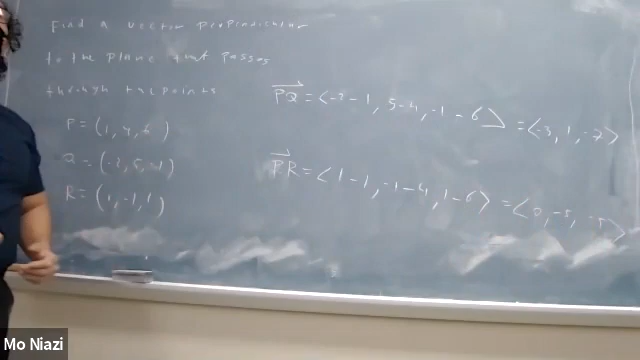 Find a vector perpendicular
to the plane that passes
through the points
P = (1, 4, 6)
Q = (-2, 5, -1)
R = (1, -1, 1)
PQ = <-2-1, 5-4, -1-6> = <-3, 1, -7>
PR = <1-1, -1-4, 1-6> = <0, -5, -5>
Mo Niazi